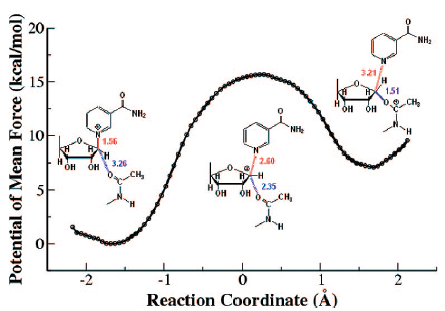 Potential of Mean Force (kcal/mol)
20
15
10
5
0
-2 -1 0 1 2
Reaction Coordinate (Å)
O
NH₂
N
⊕
O
1.56
H H H H
3.26
OH OH
O CH₃
N-H
O
NH₂
N
2.60
O
⊕
H H H H
2.35
OH OH
O CH₃
N-H
O
NH₂
N
3.21
O H
1.51
H H H
OH OH
O ⊕ CH₃
N-H